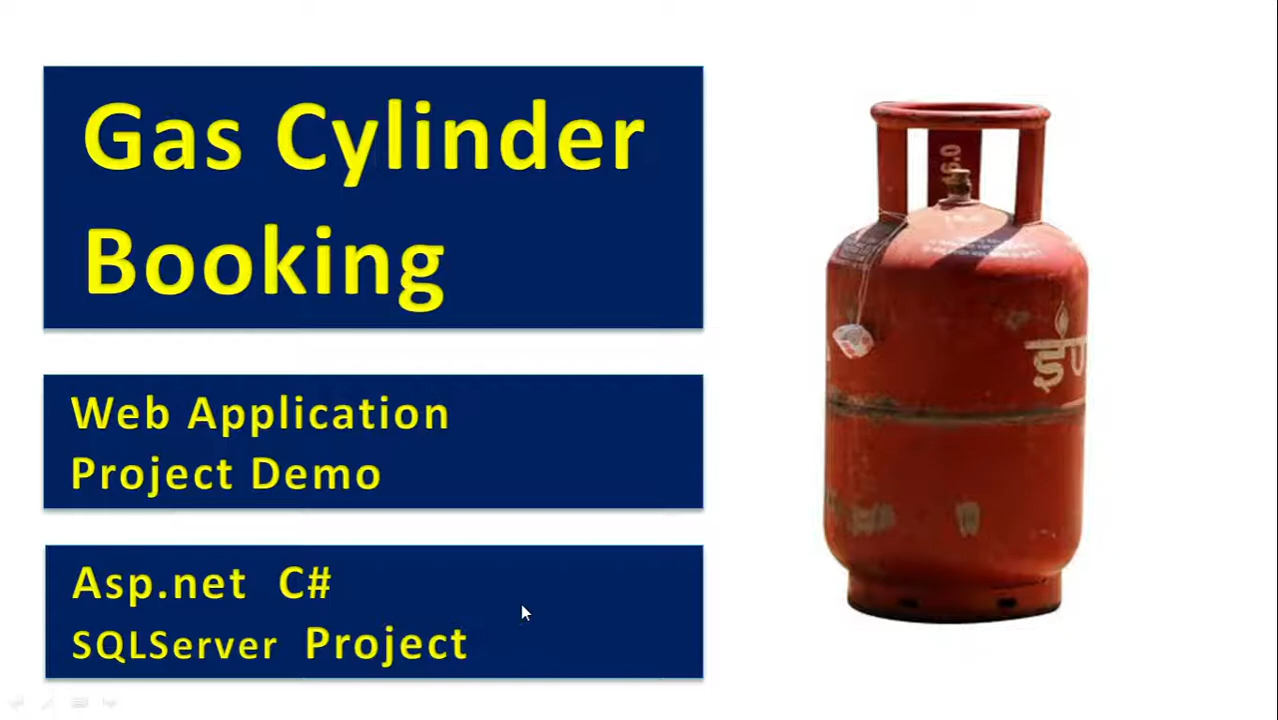 Gas Cylinder
Booking
Web Application
Project Demo
Asp.net C#
SQLServer Project